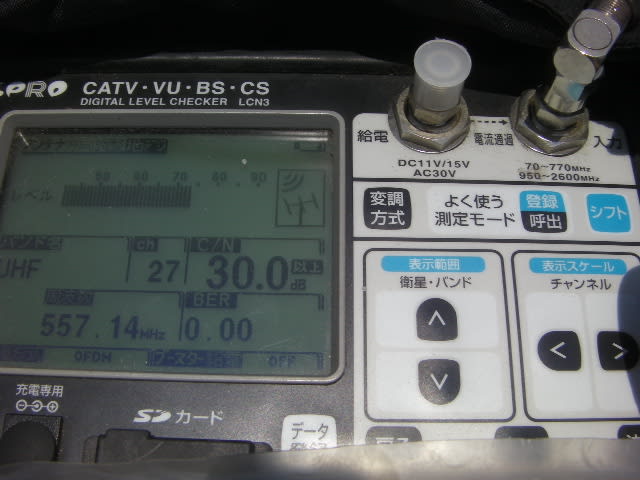 PRO CATV・VU・BS・CS
DIGITAL LEVEL CHECKER LCN3
給電 電流通過 入力
DC11V/15V
AC30V
70~770MHz
950~2600MHz
レベル
50 60 70 80 90
変調
方式
よく使う
測定モード
登録
呼出
シフト
バンド名 ch C/N
UHF 27 30.0 以上
dB
BER
557.14MHz 0.00
OFDM OFF
表示範囲
衛星・バンド
表示スケール
チャンネル
充電専用
SDカード
データ